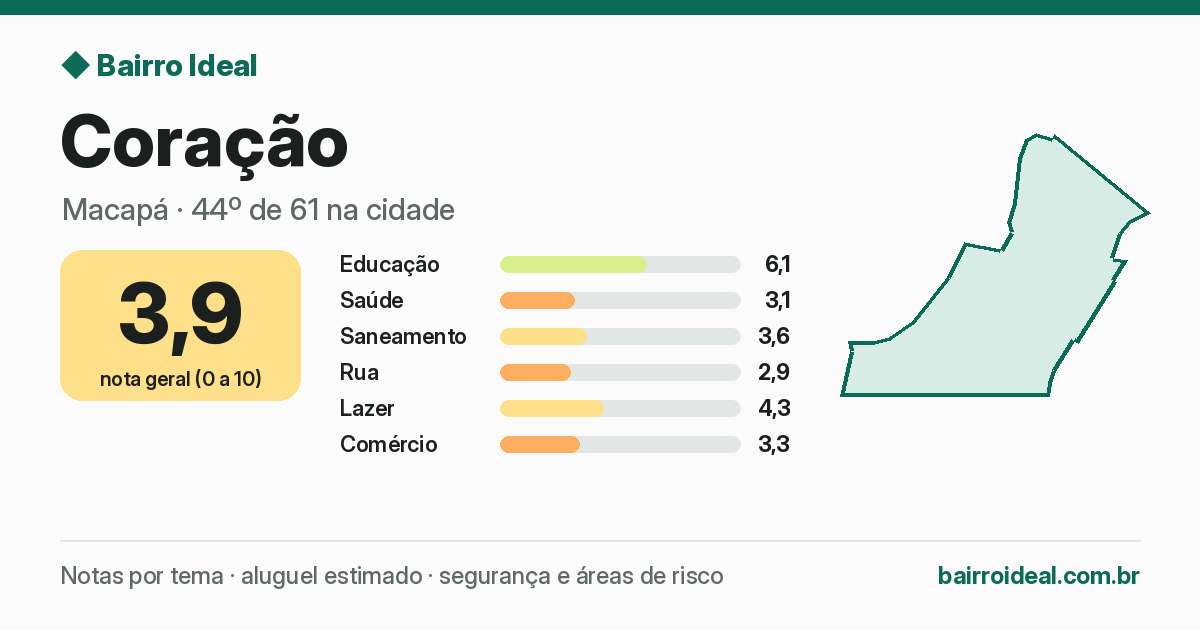 Bairro Ideal
Coração
Macapá · 44º de 61 na cidade
3,9
nota geral (0 a 10)
Educação 6,1
Saúde 3,1
Saneamento 3,6
Rua 2,9
Lazer 4,3
Comércio 3,3
Notas por tema · aluguel estimado · segurança e áreas de risco
bairroideal.com.br